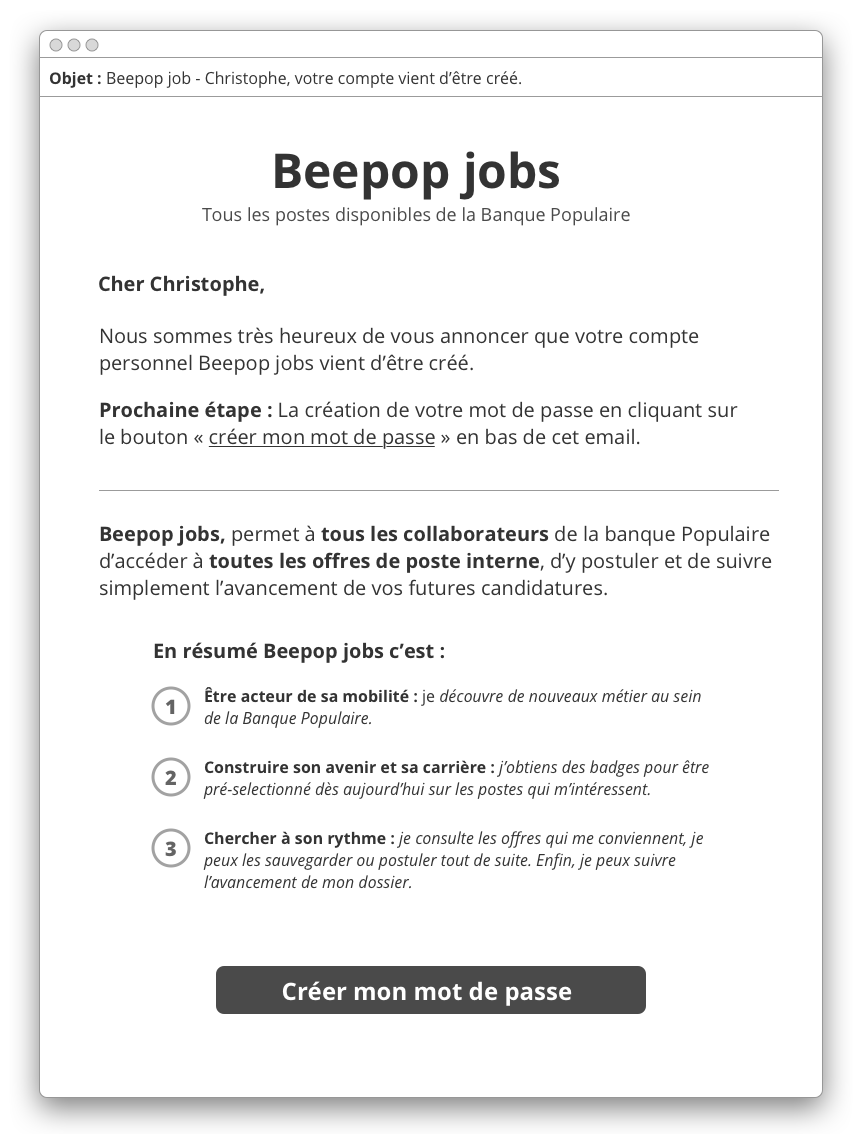 Objet : Beepop job - Christophe, votre compte vient d’être créé.
Beepop jobs
Tous les postes disponibles de la Banque Populaire
Cher Christophe,
Nous sommes très heureux de vous annoncer que votre compte
personnel Beepop jobs vient d’être créé.
Prochaine étape : La création de votre mot de passe en cliquant sur
le bouton « créer mon mot de passe » en bas de cet email.
Beepop jobs, permet à tous les collaborateurs de la banque Populaire
d’accéder à toutes les offres de poste interne, d’y postuler et de suivre
simplement l’avancement de vos futures candidatures.
En résumé Beepop jobs c’est :
1 Être acteur de sa mobilité : je découvre de nouveaux métier au sein
de la Banque Populaire.
2 Construire son avenir et sa carrière : j’obtiens des badges pour être
pré-selectionné dès aujourd’hui sur les postes qui m’intéressent.
3 Chercher à son rythme : je consulte les offres qui me conviennent, je
peux les sauvegarder ou postuler tout de suite. Enfin, je peux suivre
l’avancement de mon dossier.
Créer mon mot de passe